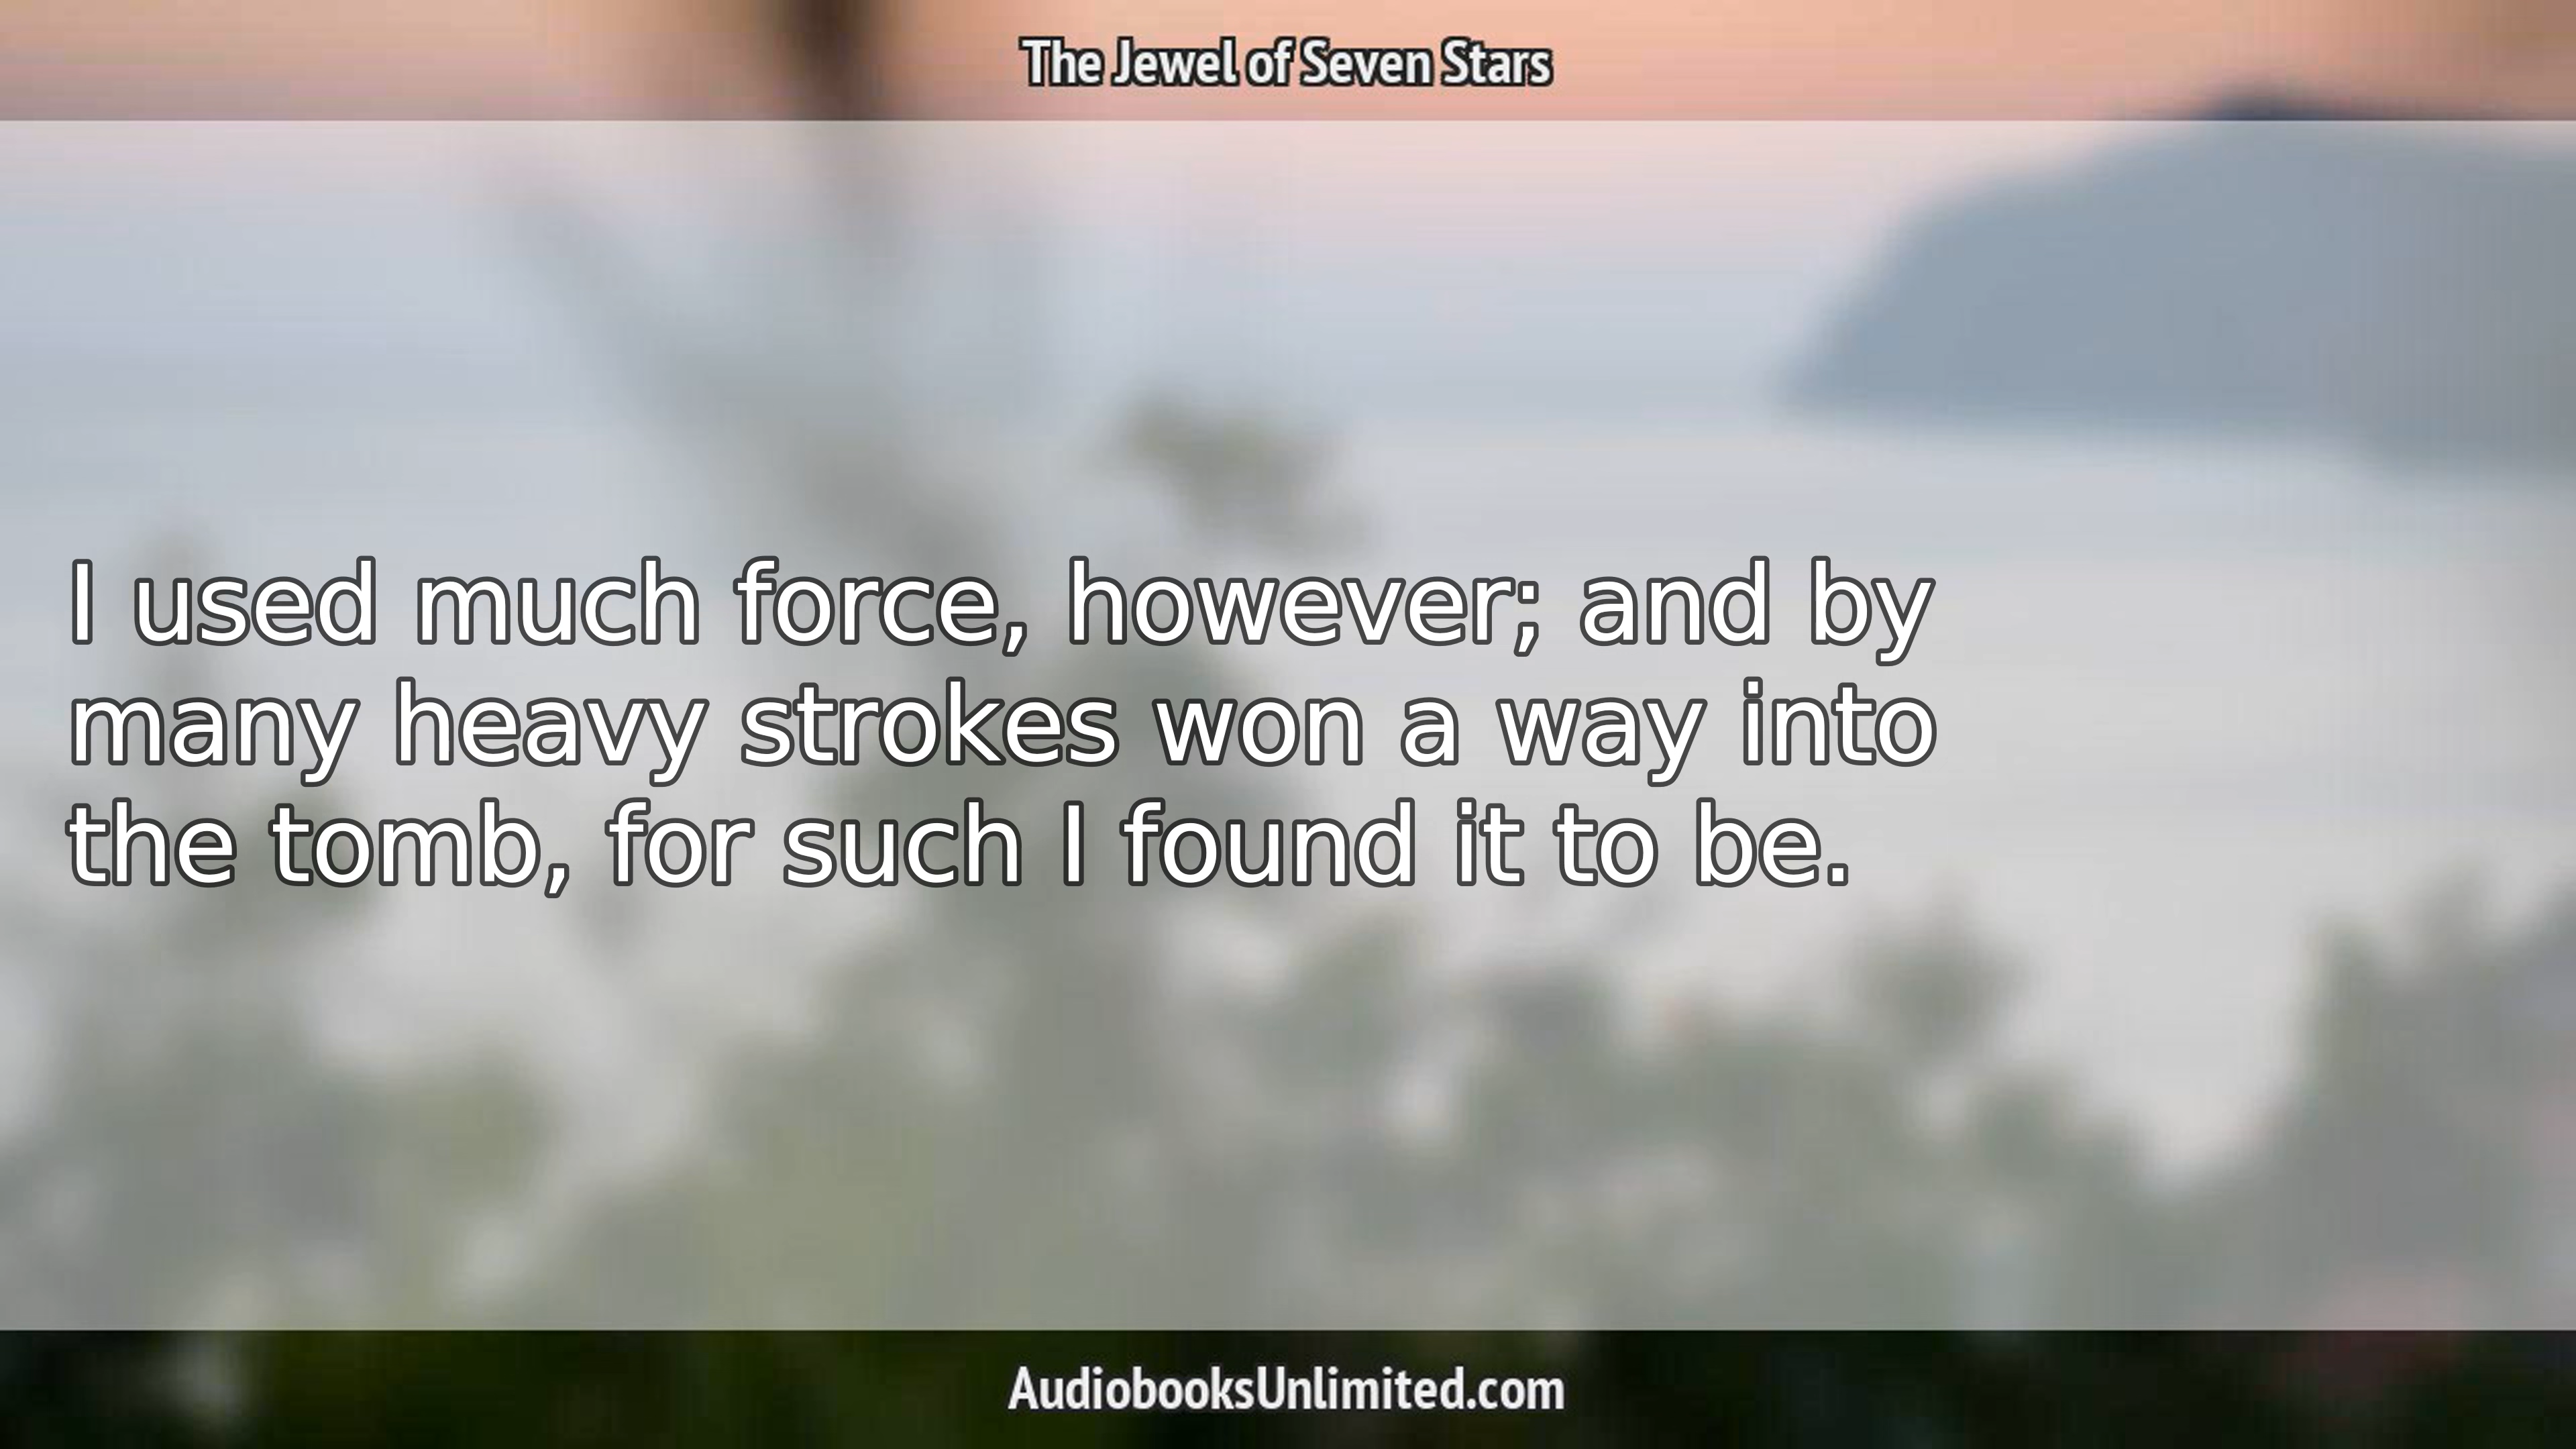 The Jewel of Seven Stars
I used much force, however; and by
many heavy strokes won a way into
the tomb, for such I found it to be.
AudiobooksUnlimited.com